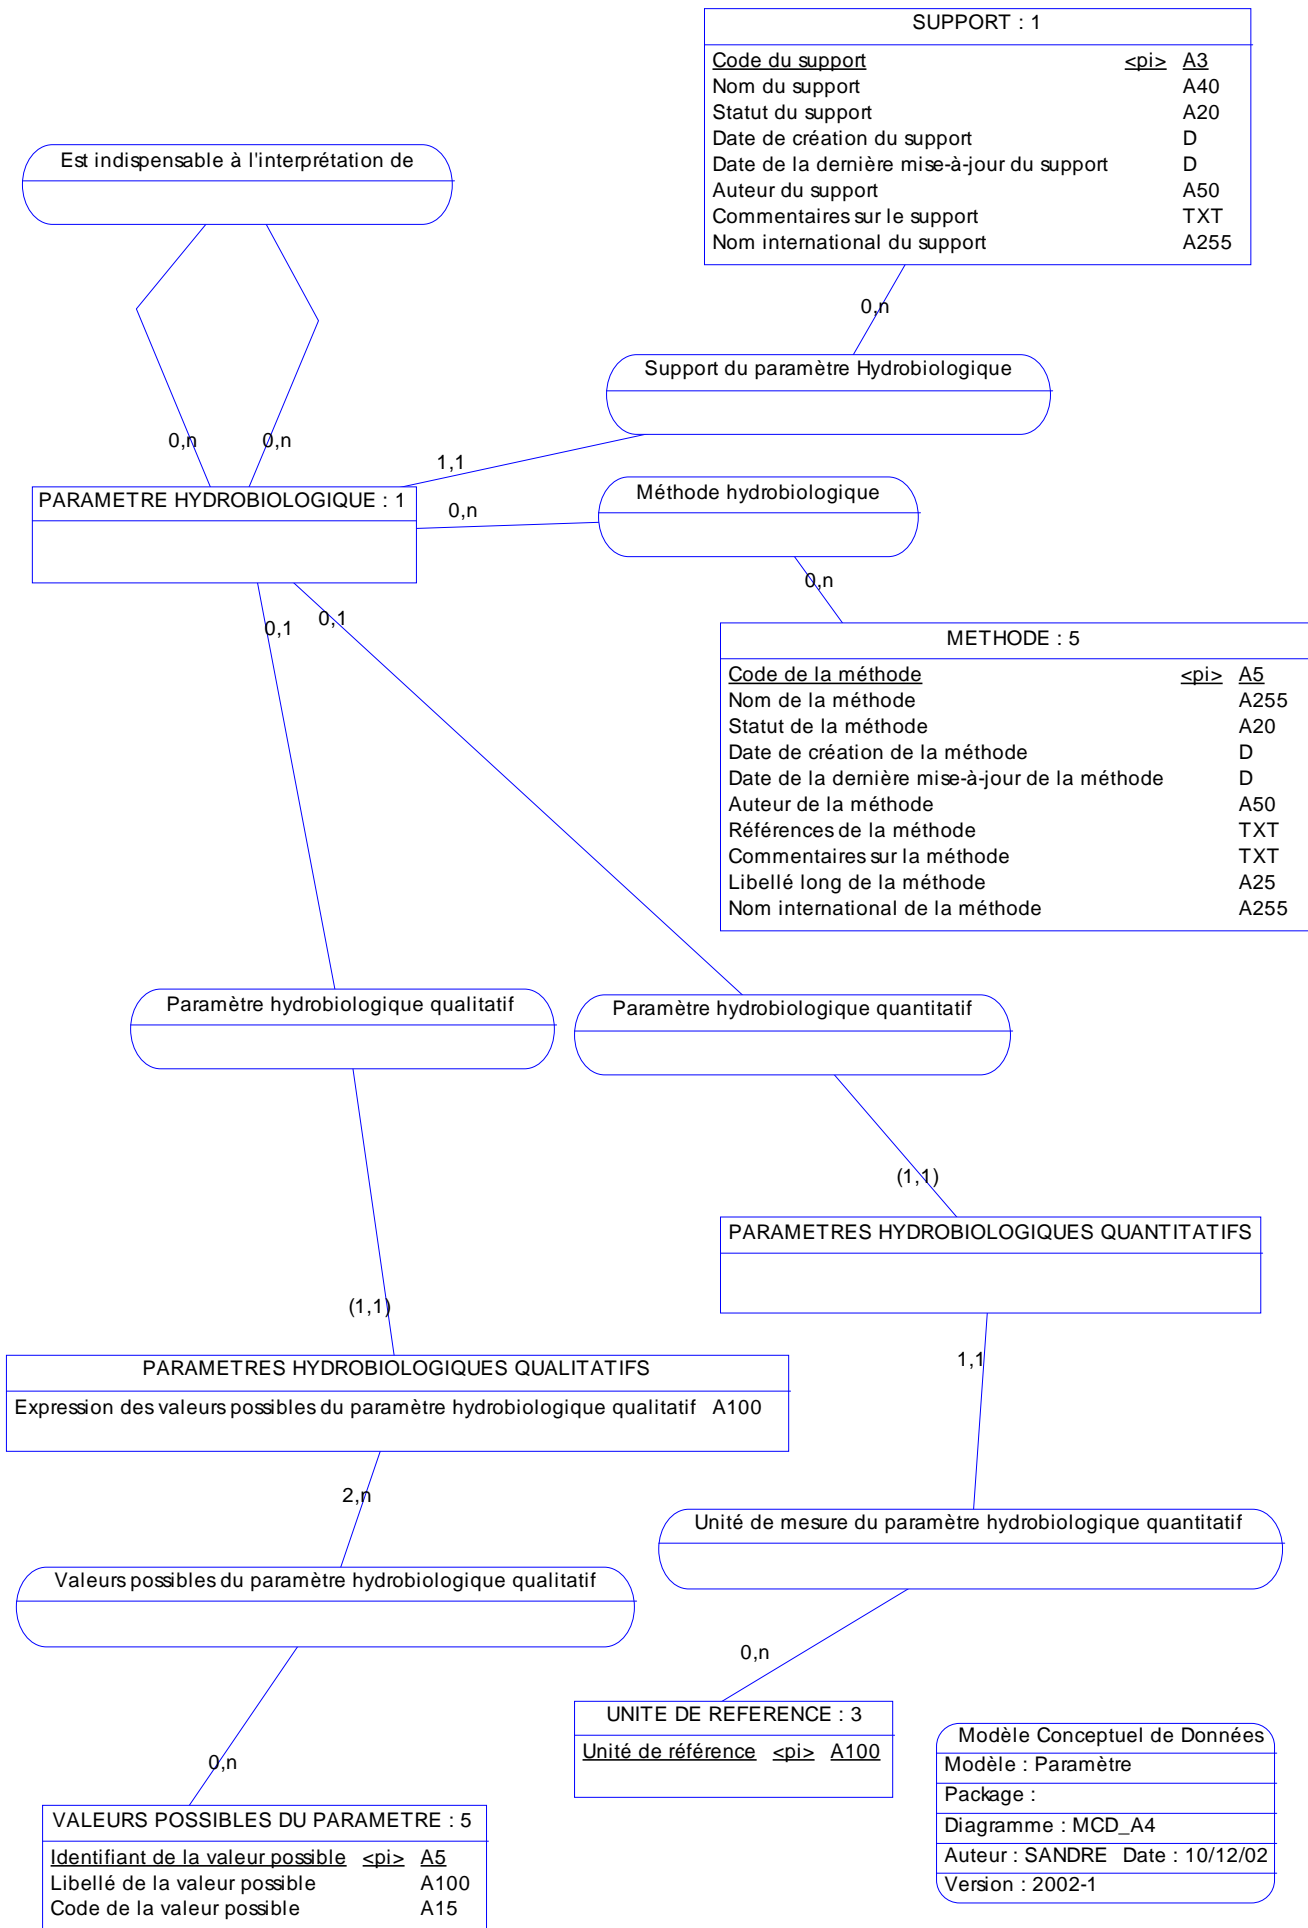 SUPPORT : 1
Code du support <pi> A3
Nom du support A40
Statut du support A20
Date de création du support D
Date de la dernière mise-à-jour du support D
Auteur du support A50
Commentaires sur le support TXT
Nom international du support A255
Est indispensable à l'interprétation de
0,n
Support du paramètre Hydrobiologique
0,n 0,n
1,1
PARAMETRE HYDROBIOLOGIQUE : 1
0,n
Méthode hydrobiologique
0,n
0,1
0,1
METHODE : 5
Code de la méthode <pi> A5
Nom de la méthode A255
Statut de la méthode A20
Date de création de la méthode D
Date de la dernière mise-à-jour de la méthode D
Auteur de la méthode A50
Références de la méthode TXT
Commentaires sur la méthode TXT
Libellé long de la méthode A25
Nom international de la méthode A255
Paramètre hydrobiologique qualitatif
Paramètre hydrobiologique quantitatif
(1,1)
PARAMETRES HYDROBIOLOGIQUES QUANTITATIFS
(1,1)
1,1
PARAMETRES HYDROBIOLOGIQUES QUALITATIFS
Expression des valeurs possibles du paramètre hydrobiologique qualitatif A100
2,n
Unité de mesure du paramètre hydrobiologique quantitatif
Valeurs possibles du paramètre hydrobiologique qualitatif
0,n
UNITE DE REFERENCE : 3
Unité de référence <pi> A100
0,n
VALEURS POSSIBLES DU PARAMETRE : 5
Identifiant de la valeur possible <pi> A5
Libellé de la valeur possible A100
Code de la valeur possible A15
Modèle Conceptuel de Données
Modèle : Paramètre
Package :
Diagramme : MCD_A4
Auteur : SANDRE Date : 10/12/02
Version : 2002-1